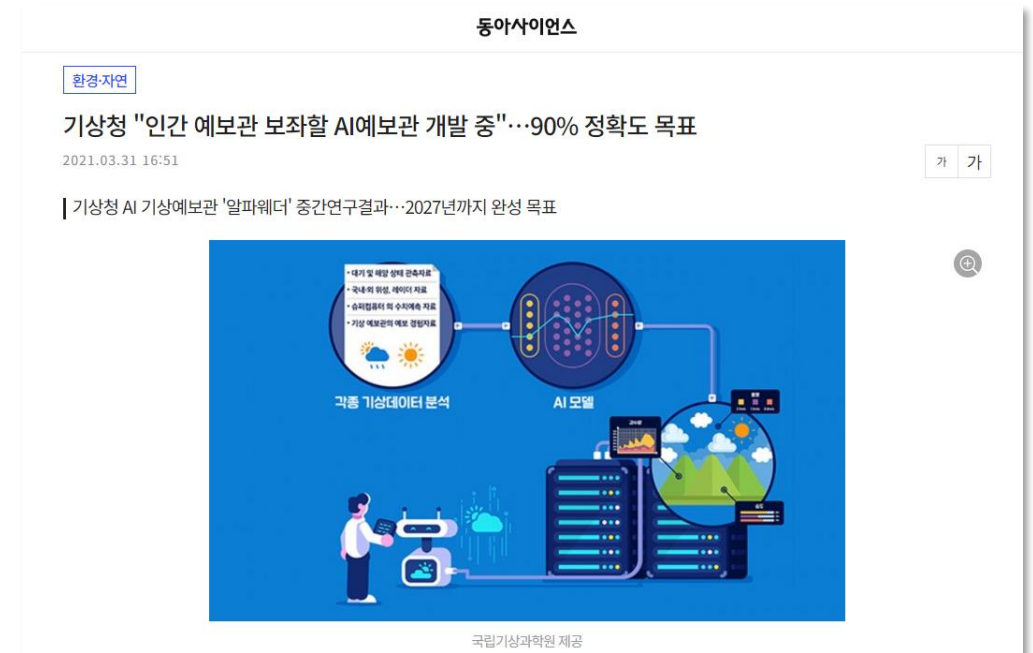 동아사이언스
환경·자연
기상청 "인간 예보관 보좌할 AI예보관 개발 중"…90% 정확도 목표
2021.03.31 16:51
가 가
기상청 AI 기상예보관 '알파웨더' 중간연구결과…2027년까지 완성 목표
• 대기 및 해양 상태 관측자료
• 국내·외 위성, 레이더 자료
• 슈퍼컴퓨터의 수치예측 자료
• 기상 예보관의 예보 경험자료
각종 기상데이터 분석
AI 모델
강수량
습도
국립기상과학원 제공